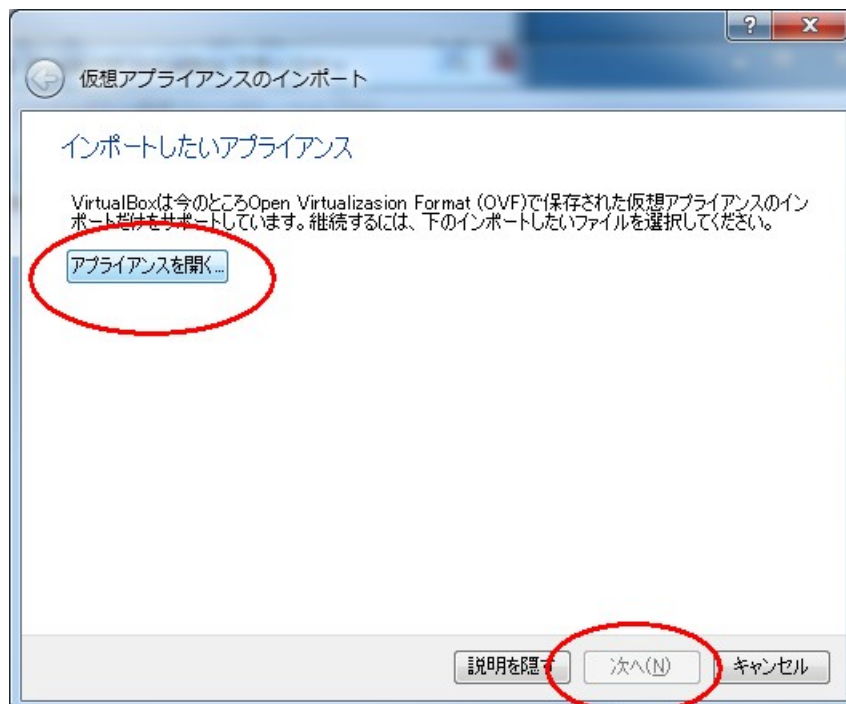 ?
仮想アプライアンスのインポート
インポートしたいアプライアンス
VirtualBoxは今のところOpen Virtualizasion Format (OVF)で保存された仮想アプライアンスのイン
ポートだけをサポートしています。継続するには、下のインポートしたいファイルを選択してください。
アプライアンスを開く...
説明を隠す 次へ(N) キャンセル